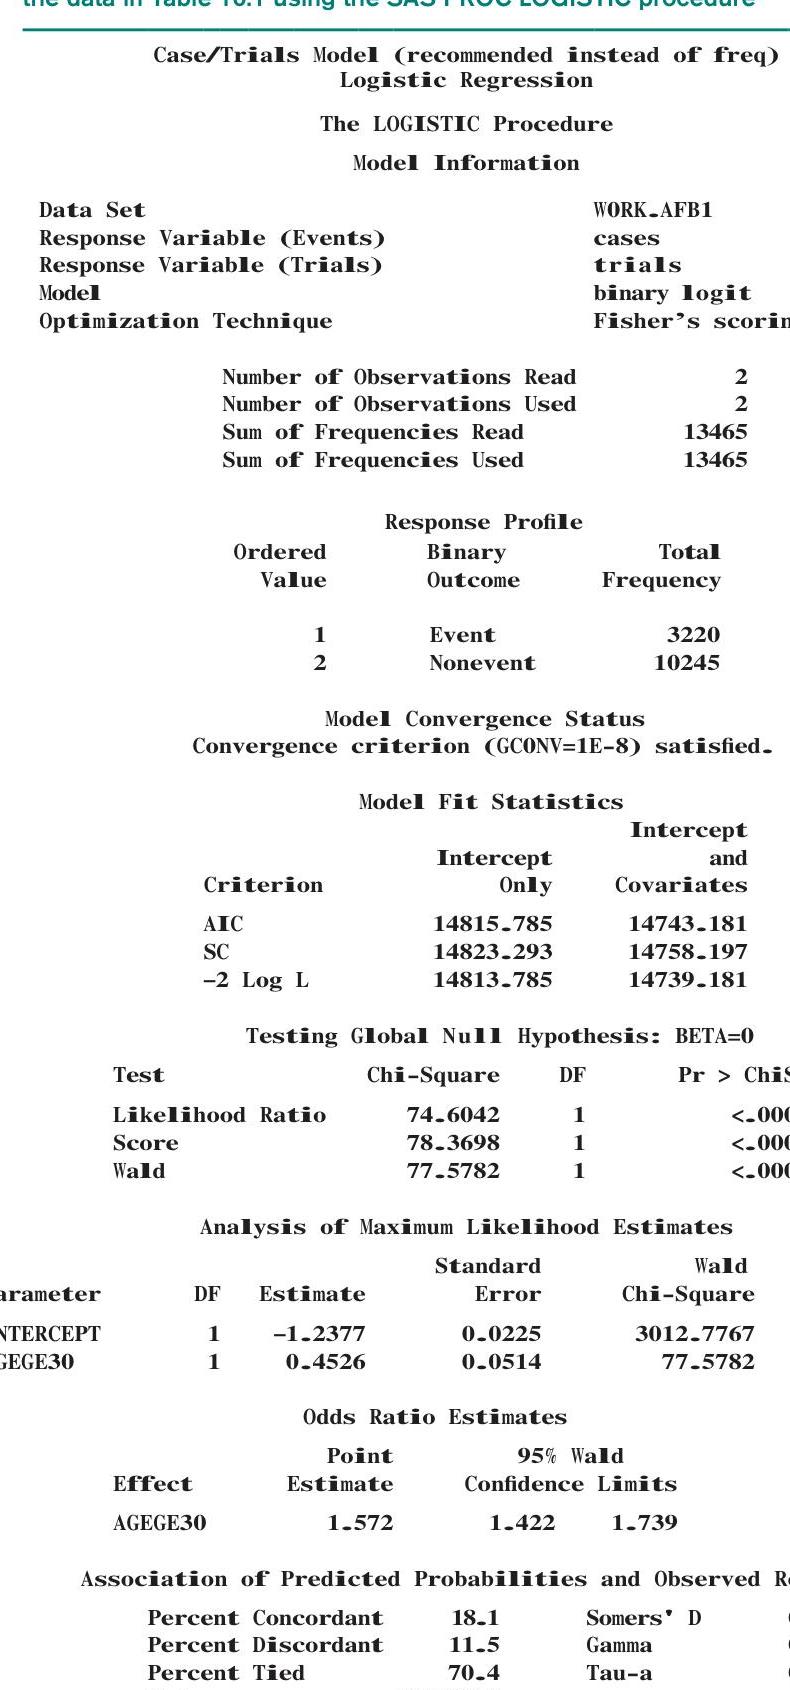 the data in Table 10.1 using the SAS PROC LOGISTIC procedure
Case/Trials Model (recommended instead of freq)
Logistic Regression
The LOGISTIC Procedure
Model Information
Data Set WORK.AFB1
Response Variable (Events) cases
Response Variable (Trials) trials
Model binary logit
Optimization Technique Fisher's scorin
Number of Observations Read 2
Number of Observations Used 2
Sum of Frequencies Read 13465
Sum of Frequencies Used 13465
Response Profile
Ordered Binary Total
Value Outcome Frequency
1 Event 3220
2 Nonevent 10245
Model Convergence Status
Convergence criterion (GCONV=1E-8) satisfied.
Model Fit Statistics
Intercept
Intercept and
Criterion Only Covariates
AIC 14815.785 14743.181
SC 14823.293 14758.197
−2 Log L 14813.785 14739.181
Testing Global Null Hypothesis: BETA=0
Test Chi-Square DF Pr > ChiS
Likelihood Ratio 74.6042 1 <.000
Score 78.3698 1 <.000
Wald 77.5782 1 <.000
Analysis of Maximum Likelihood Estimates
Standard Wald
arameter DF Estimate Error Chi-Square
NTERCEPT 1 −1.2377 0.0225 3012.7767
GEGE30 1 0.4526 0.0514 77.5782
Odds Ratio Estimates
Point 95% Wald
Effect Estimate Confidence Limits
AGEGE30 1.572 1.422 1.739
Association of Predicted Probabilities and Observed R
Percent Concordant 18.1 Somers' D
Percent Discordant 11.5 Gamma
Percent Tied 70.4 Tau-a